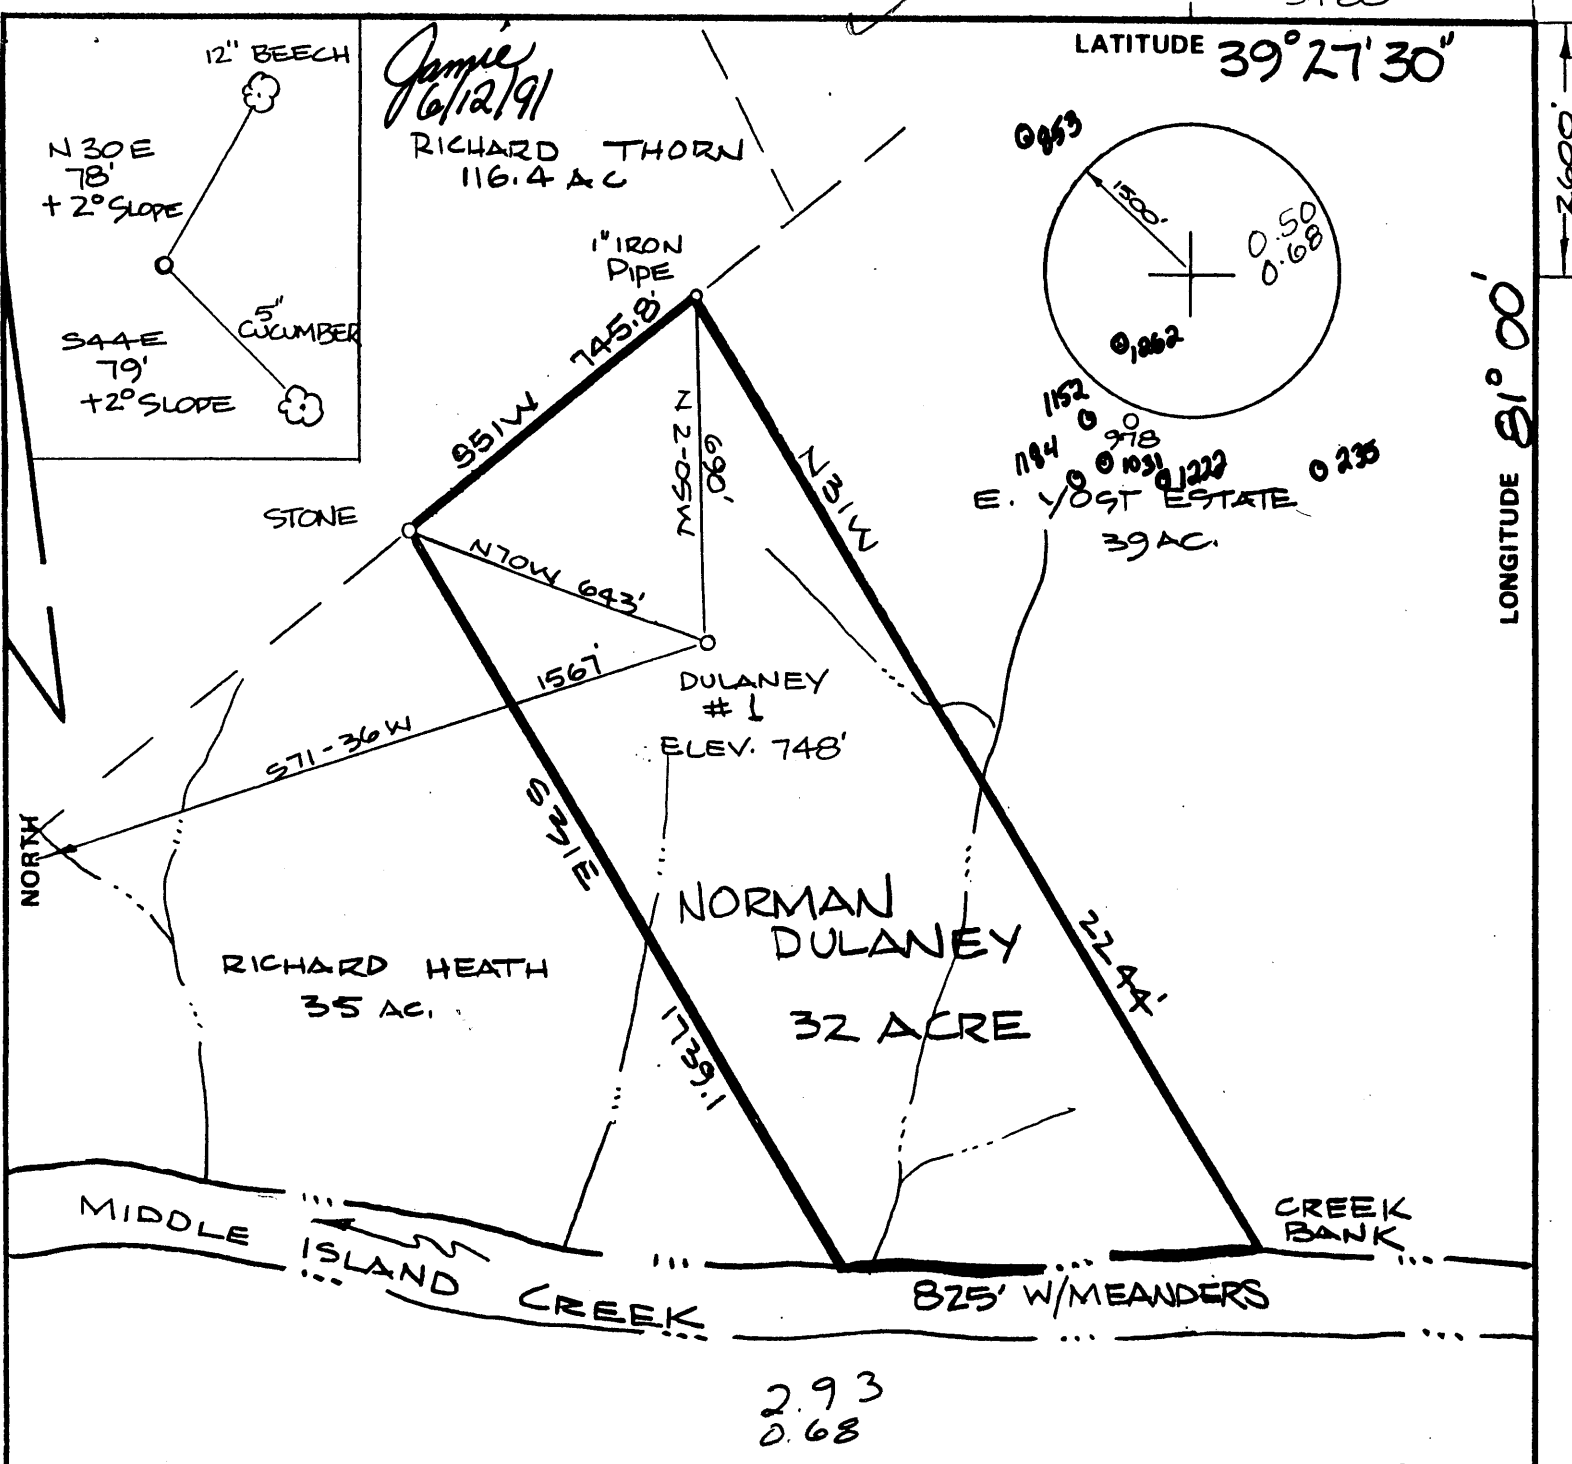 LATITUDE 39°27'30"
2600'
12" BEECH
N 30 E
78'
+ 2° SLOPE
5"
CUCUMBER
S44E
79'
+2° SLOPE
Jamie
6/12/91
RICHARD THORN
116.4 AC
1" IRON
PIPE
853
1500'
0.50
0.68
1262
1152
978
1184
1031
1222
235
E. YOST ESTATE
39 AC.
LONGITUDE 81° 00'
S51W 745.8'
STONE
N 2-05W
690'
N31W
2244'
N70W 643'
1567'
S71-36W
DULANEY
# 1
ELEV. 748'
S31E
1739.1
NORTH
NORMAN
DULANEY
32 ACRE
RICHARD HEATH
35 AC.
MIDDLE ISLAND CREEK
CREEK
BANK
825' W/MEANDERS
2.93
0.68